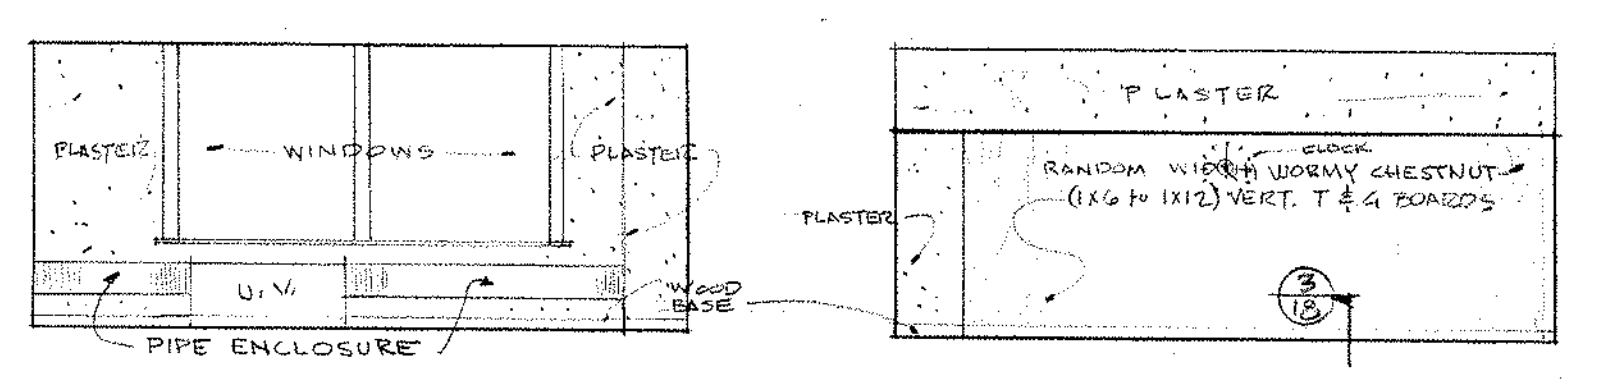 PLASTER
WINDOWS
PLASTER
U.V.
WOOD
BASE
PIPE ENCLOSURE
PLASTER
CLOCK
RANDOM WIDTH WORMY CHESTNUT
(1X6 to 1X12) VERT. T & G BOARDS
PLASTER
3
18